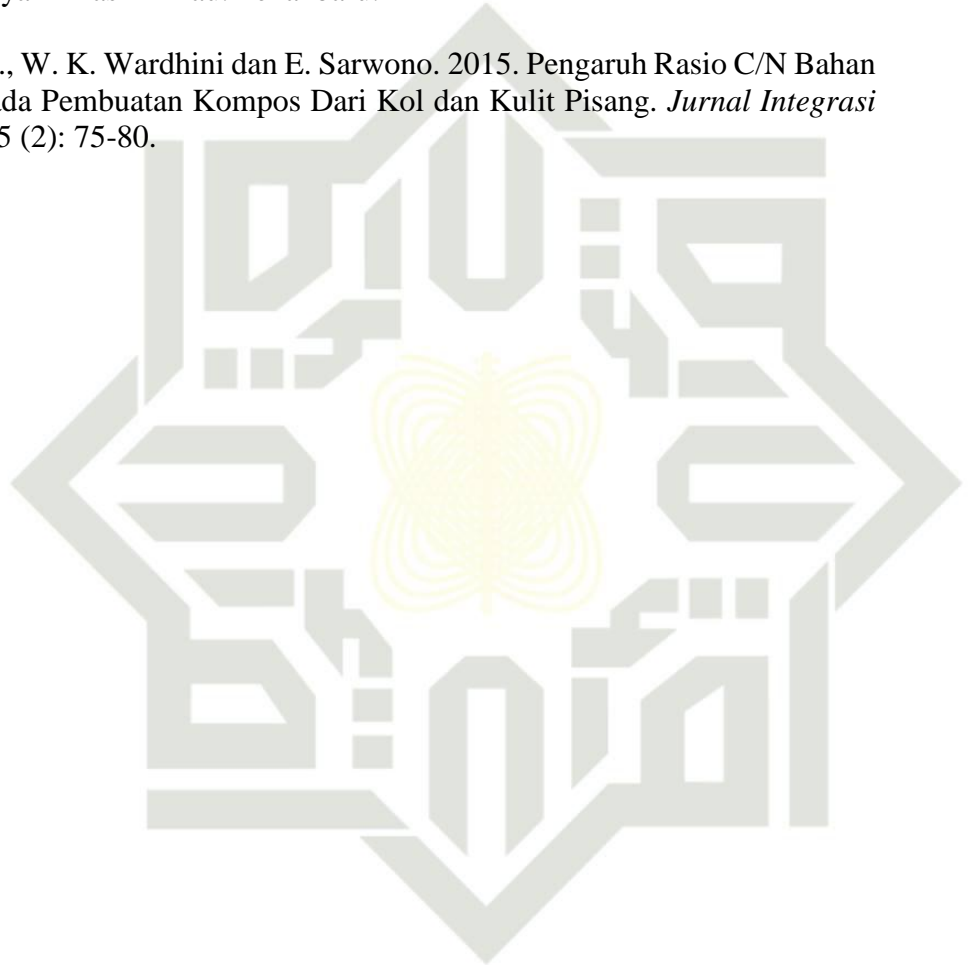 ., W. K. Wardhini dan E. Sarwono. 2015. Pengaruh Rasio C/N Bahan
ada Pembuatan Kompos Dari Kol dan Kulit Pisang. Jurnal Integrasi
5 (2): 75-80.